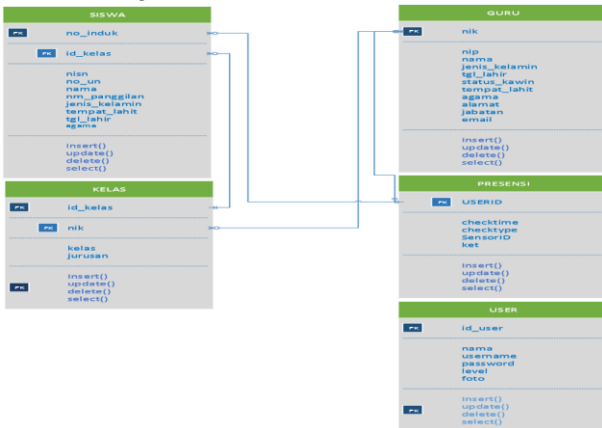 SISWA
PK no_induk
PK id_kelas
nisn
no_un
nama
nm_panggilan
jenis_kelamin
tempat_lahit
tgl_lahir
agama
Insert()
update()
delete()
select()
KELAS
PK id_kelas
PK nik
kelas
jurusan
Insert()
update()
PK delete()
select()
GURU
PK nik
nip
nama
jenis_kelamin
tgl_lahir
status_kawin
tempat_lahit
agama
alamat
jabatan
email
Insert()
update()
delete()
select()
PRESENSI
PK USERID
checktime
checktype
SensorID
ket
Insert()
update()
delete()
select()
USER
PK id_user
nama
username
password
level
foto
Insert()
PK update()
delete()
select()